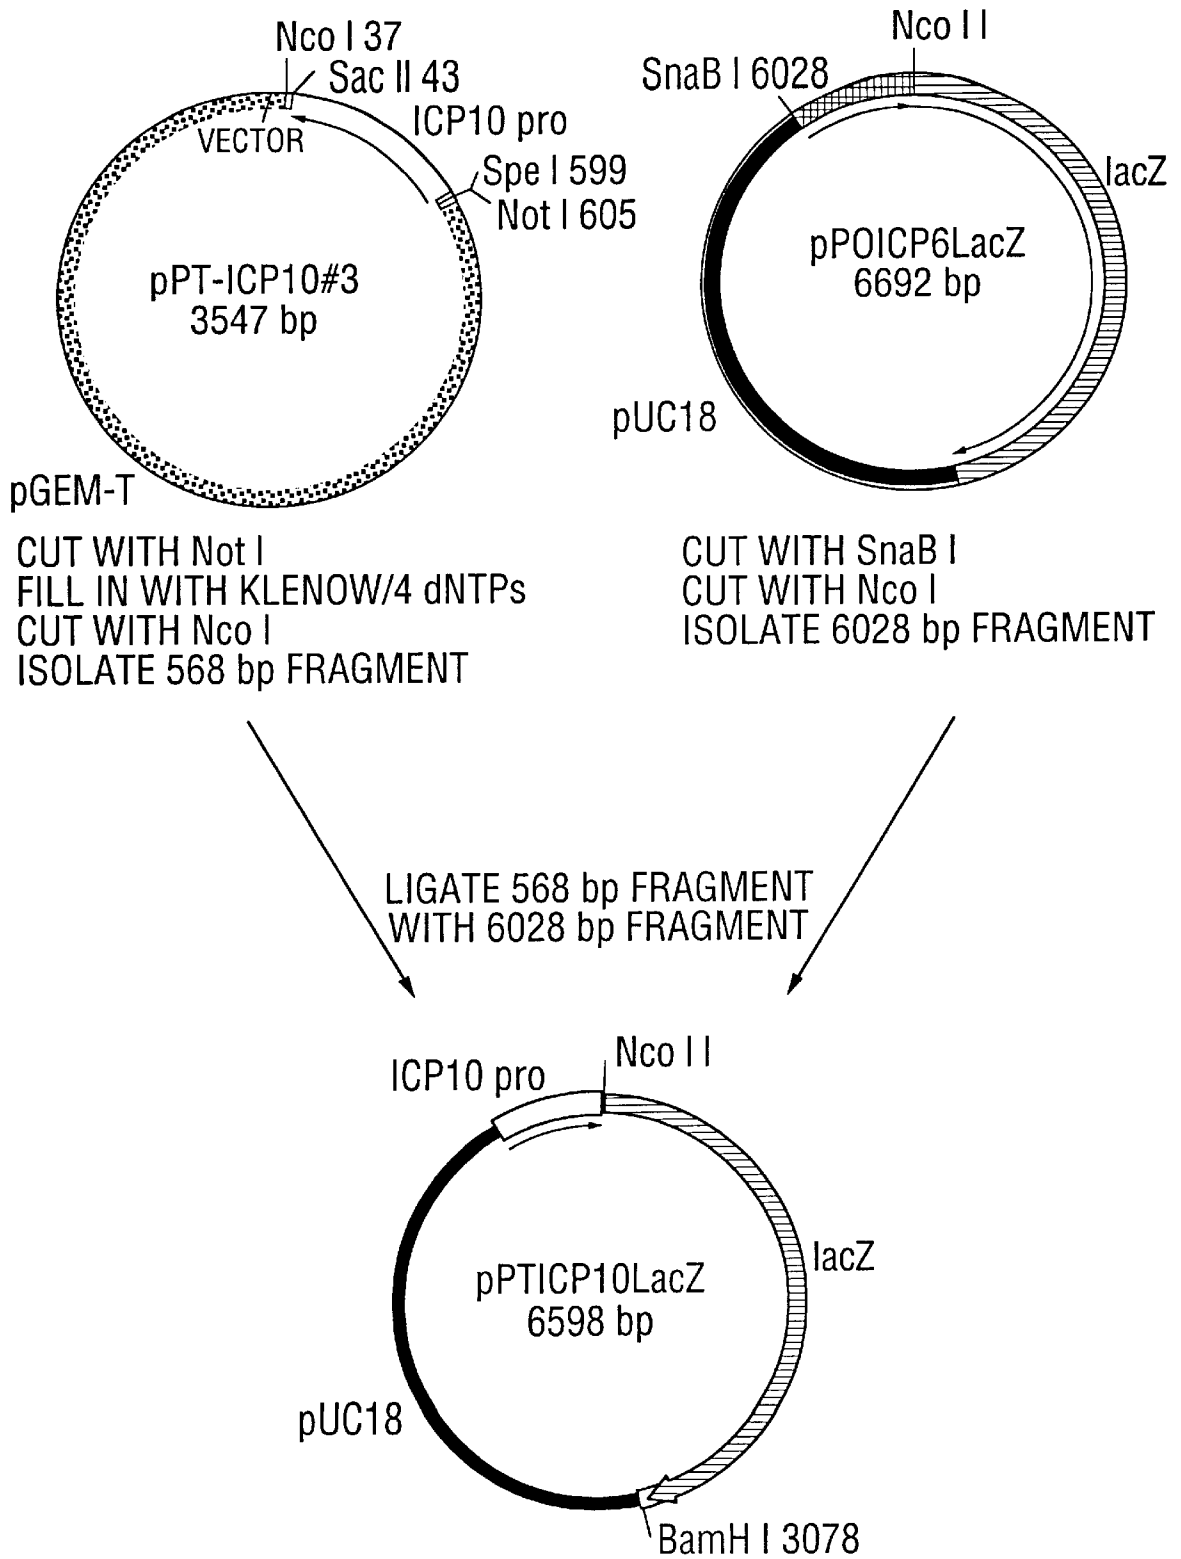 Nco I 37
Sac II 43
ICP10 pro
VECTOR
Spe I 599
Not I 605
pPT-ICP10#3
3547 bp
pGEM-T
Nco I I
SnaB I 6028
lacZ
pPOICP6LacZ
6692 bp
pUC18
CUT WITH Not I
FILL IN WITH KLENOW/4 dNTPs
CUT WITH Nco I
ISOLATE 568 bp FRAGMENT
CUT WITH SnaB I
CUT WITH Nco I
ISOLATE 6028 bp FRAGMENT
LIGATE 568 bp FRAGMENT
WITH 6028 bp FRAGMENT
ICP10 pro
Nco I I
lacZ
pPTICP10LacZ
6598 bp
pUC18
BamH I 3078